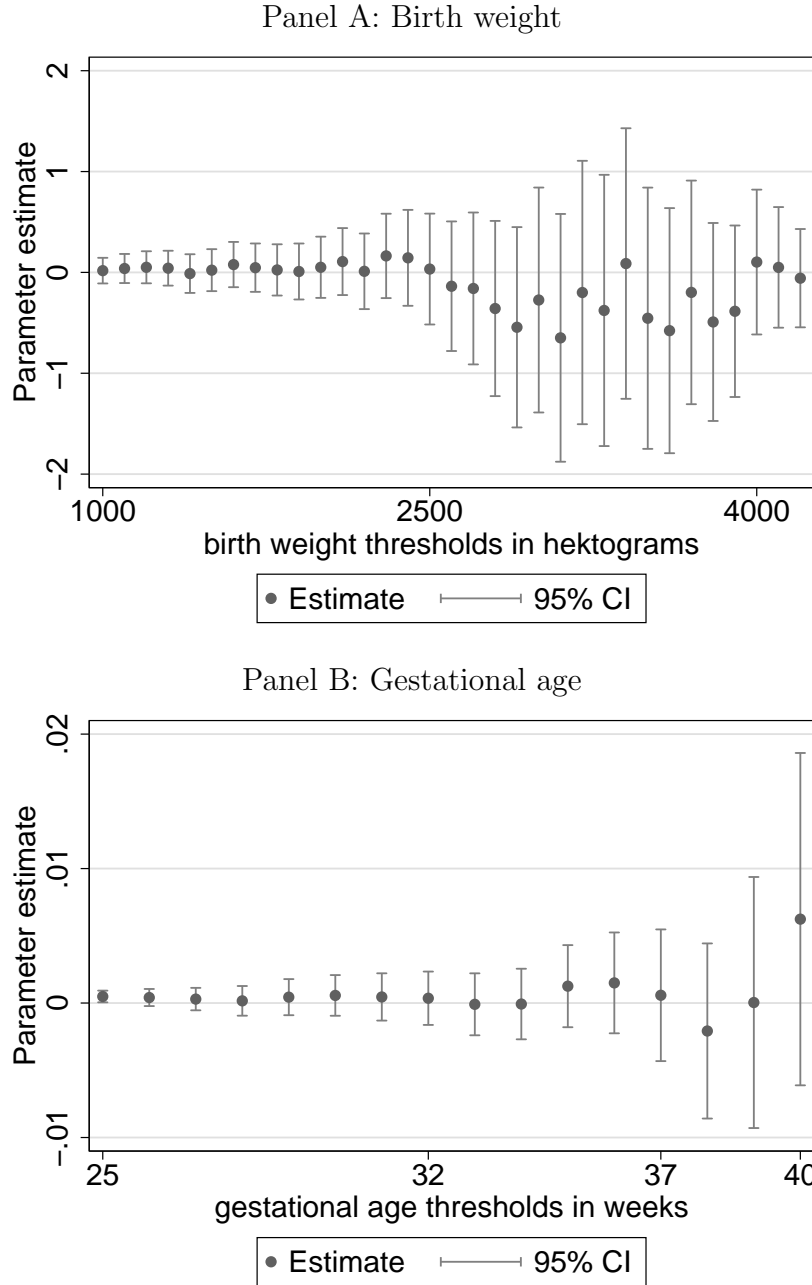 Panel A: Birth weight
2
1
0
−1
−2
Parameter estimate
1000 2500 4000
birth weight thresholds in hektograms
Estimate 95% CI
Panel B: Gestational age
.02
.01
0
−.01
Parameter estimate
25 32 37 40
gestational age thresholds in weeks
Estimate 95% CI